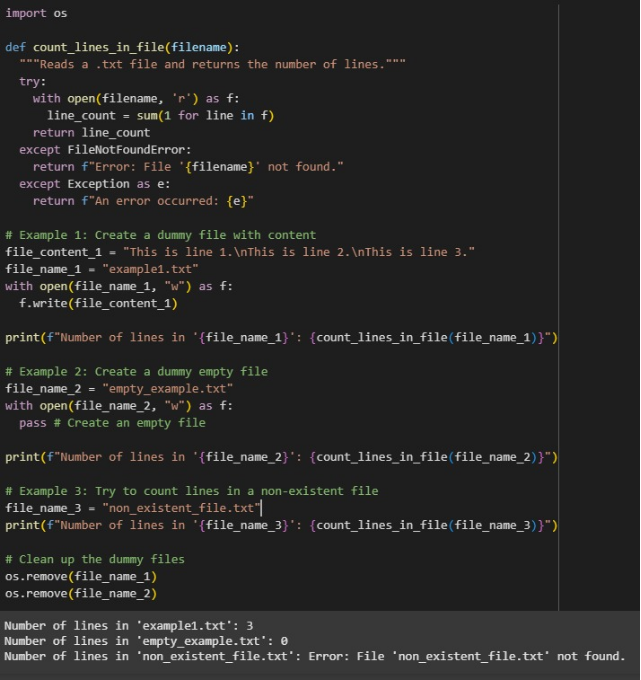 import os

def count_lines_in_file(filename):
  """Reads a .txt file and returns the number of lines."""
  try:
    with open(filename, 'r') as f:
      line_count = sum(1 for line in f)
    return line_count
  except FileNotFoundError:
    return f"Error: File '{filename}' not found."
  except Exception as e:
    return f"An error occurred: {e}"

# Example 1: Create a dummy file with content
file_content_1 = "This is line 1.\nThis is line 2.\nThis is line 3."
file_name_1 = "example1.txt"
with open(file_name_1, "w") as f:
  f.write(file_content_1)

print(f"Number of lines in '{file_name_1}': {count_lines_in_file(file_name_1)}")

# Example 2: Create a dummy empty file
file_name_2 = "empty_example.txt"
with open(file_name_2, "w") as f:
  pass # Create an empty file

print(f"Number of lines in '{file_name_2}': {count_lines_in_file(file_name_2)}")

# Example 3: Try to count lines in a non-existent file
file_name_3 = "non_existent_file.txt"
print(f"Number of lines in '{file_name_3}': {count_lines_in_file(file_name_3)}")

# Clean up the dummy files
os.remove(file_name_1)
os.remove(file_name_2)
Number of lines in 'example1.txt': 3
Number of lines in 'empty_example.txt': 0
Number of lines in 'non_existent_file.txt': Error: File 'non_existent_file.txt' not found.